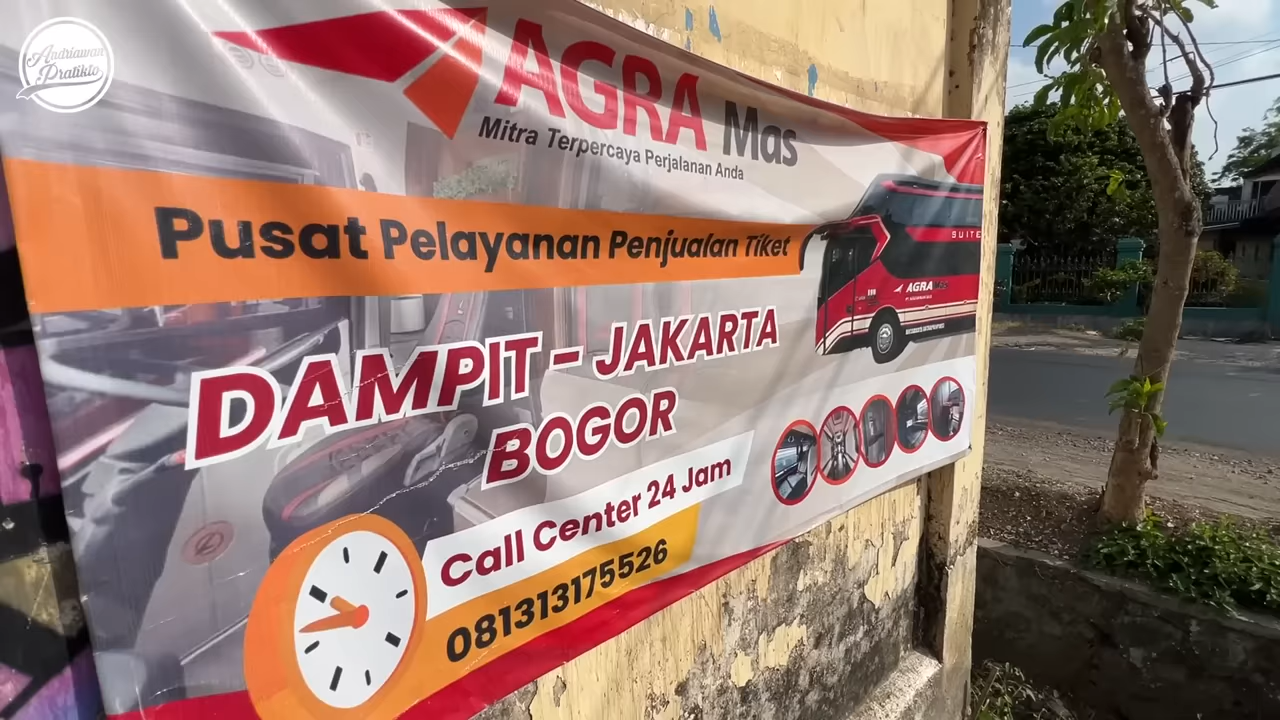 Andriawan
Pratikto
AGRA Mas
Mitra Terpercaya Perjalanan Anda
Pusat Pelayanan Penjualan Tiket
SUITE
AGRA Mas
DAMPIT - JAKARTA
BOGOR
Call Center 24 Jam
081313175526